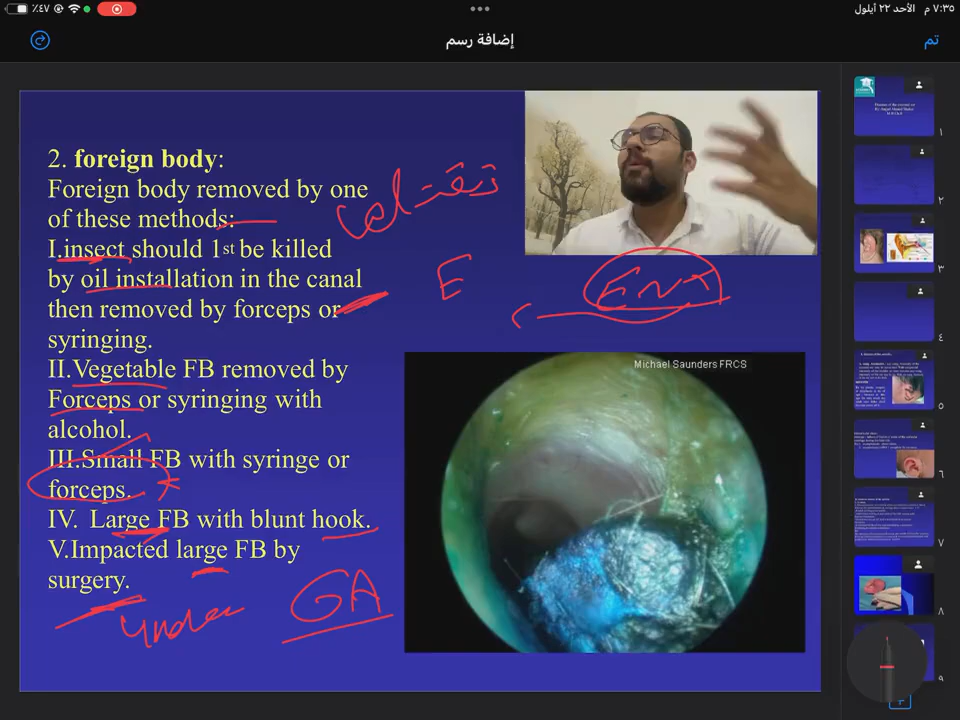 ٪٤٧
٧:٣٥ م الأحد ٢٢ أيلول
إضافة رسم
تم
2. foreign body:
Foreign body removed by one
of these methods:
I.insect should 1st be killed
by oil installation in the canal
then removed by forceps or
syringing.
II.Vegetable FB removed by
Forceps or syringing with
alcohol.
III.Small FB with syringe or
forceps.
IV. Large FB with blunt hook.
V.Impacted large FB by
surgery.
under GA
E
ENT
Michael Saunders FRCS
١
٢
٣
٤
٥
٦
٧
٨
٩